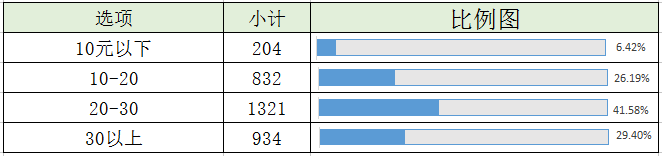 选项 小计 比例图
10元以下 204 6.42%
10-20 832 26.19%
20-30 1321 41.58%
30以上 934 29.40%